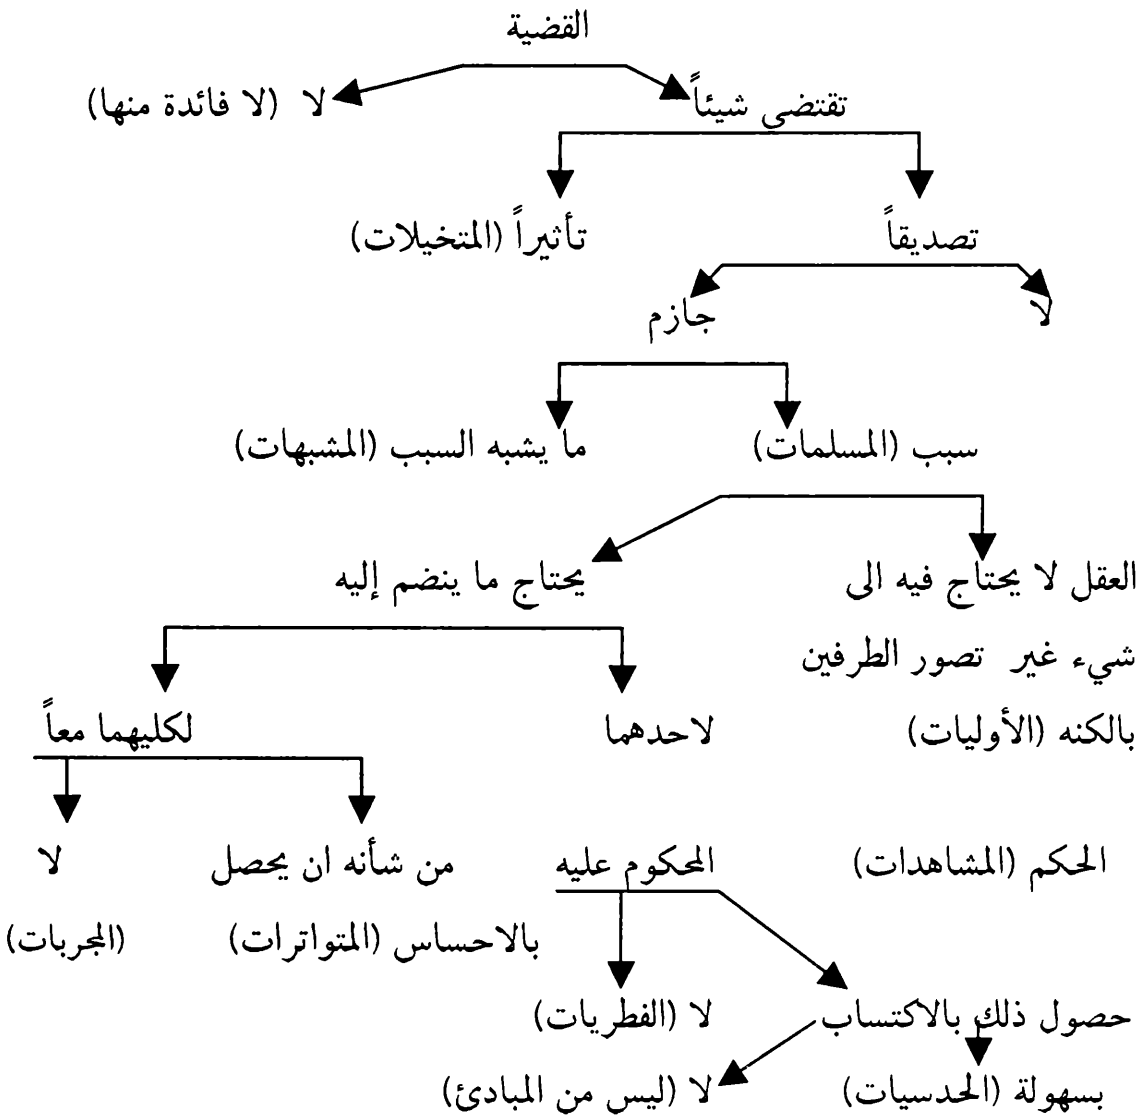 القضية
تقتضي شيئاً لا (لا فائدة منها)
تصديقاً تأثيراً (المتخيلات)
لا جازم
سبب (المسلمات) ما يشبه السبب (المشبهات)
العقل لا يحتاج فيه الى يحتاج ما ينضم إليه
شيء غير تصور الطرفين
بالكنه (الأوليات) لاحدهما لكليهما معاً
الحكم (المشاهدات) المحكوم عليه من شأنه ان يحصل لا
بالاحساس (المتواترات) (المجربات)
حصول ذلك بالاكتساب لا (الفطريات)
بسهولة (الحدسيات) لا (ليس من المبادئ)